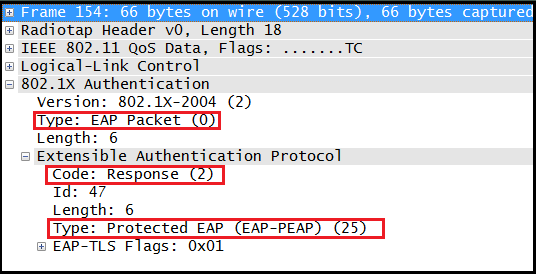 Frame 154: 66 bytes on wire (528 bits), 66 bytes captured
Radiotap Header v0, Length 18
IEEE 802.11 QoS Data, Flags: .......TC
Logical-Link Control
802.1X Authentication
Version: 802.1X-2004 (2)
Type: EAP Packet (0)
Length: 6
Extensible Authentication Protocol
Code: Response (2)
Id: 47
Length: 6
Type: Protected EAP (EAP-PEAP) (25)
EAP-TLS Flags: 0x01